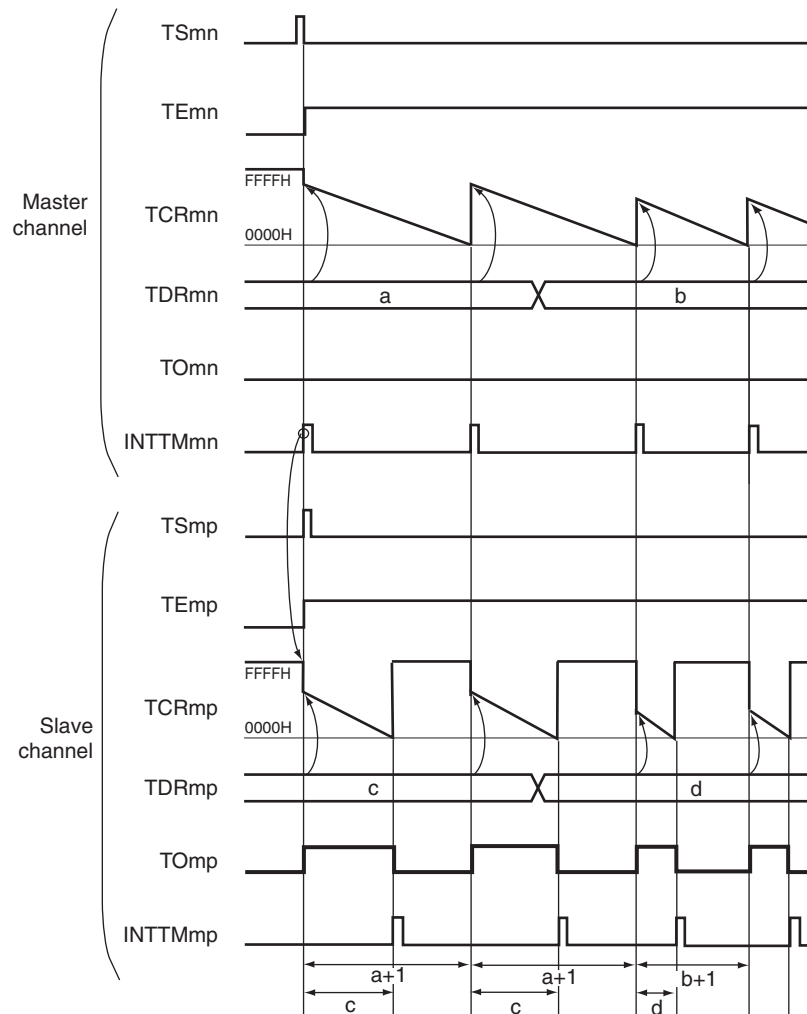 TSmn
TEmn
FFFFH
Master
channel
TCRmn
0000H
TDRmn
a
b
TOmn
INTTMmn
TSmp
TEmp
FFFFH
TCRmp
Slave
channel
0000H
TDRmp
c
d
TOmp
INTTMmp
a+1
a+1
b+1
c
c
d